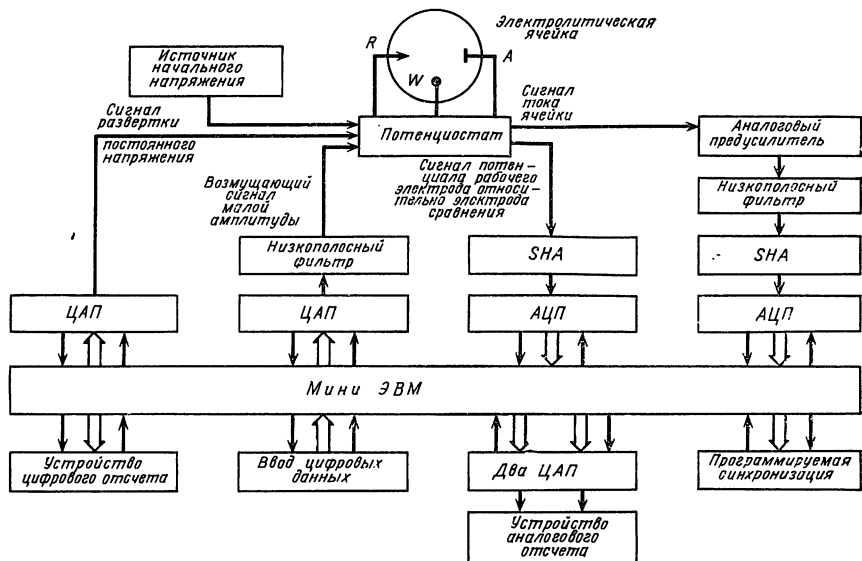 Электролитическая
ячейка
R
A
W
Источник
начального
напряжения
Сигнал
развертки
постоянного
напряжения
Потенциостат
Сигнал
тока
ячейки
Аналоговый
предусилитель
Возмущающий
сигнал
малой
амплитуды
Сигнал потен-
циала рабочего
электрода относи-
тельно электрода
сравнения
Низкополосный
фильтр
Низкополосный
фильтр
SHA
SHA
ЦАП
ЦАП
АЦП
АЦП
Мини ЭВМ
Устройство
цифрового отсчета
Ввод цифровых
данных
Два ЦАП
Программируемая
синхронизация
Устройство
аналогового
отсчета